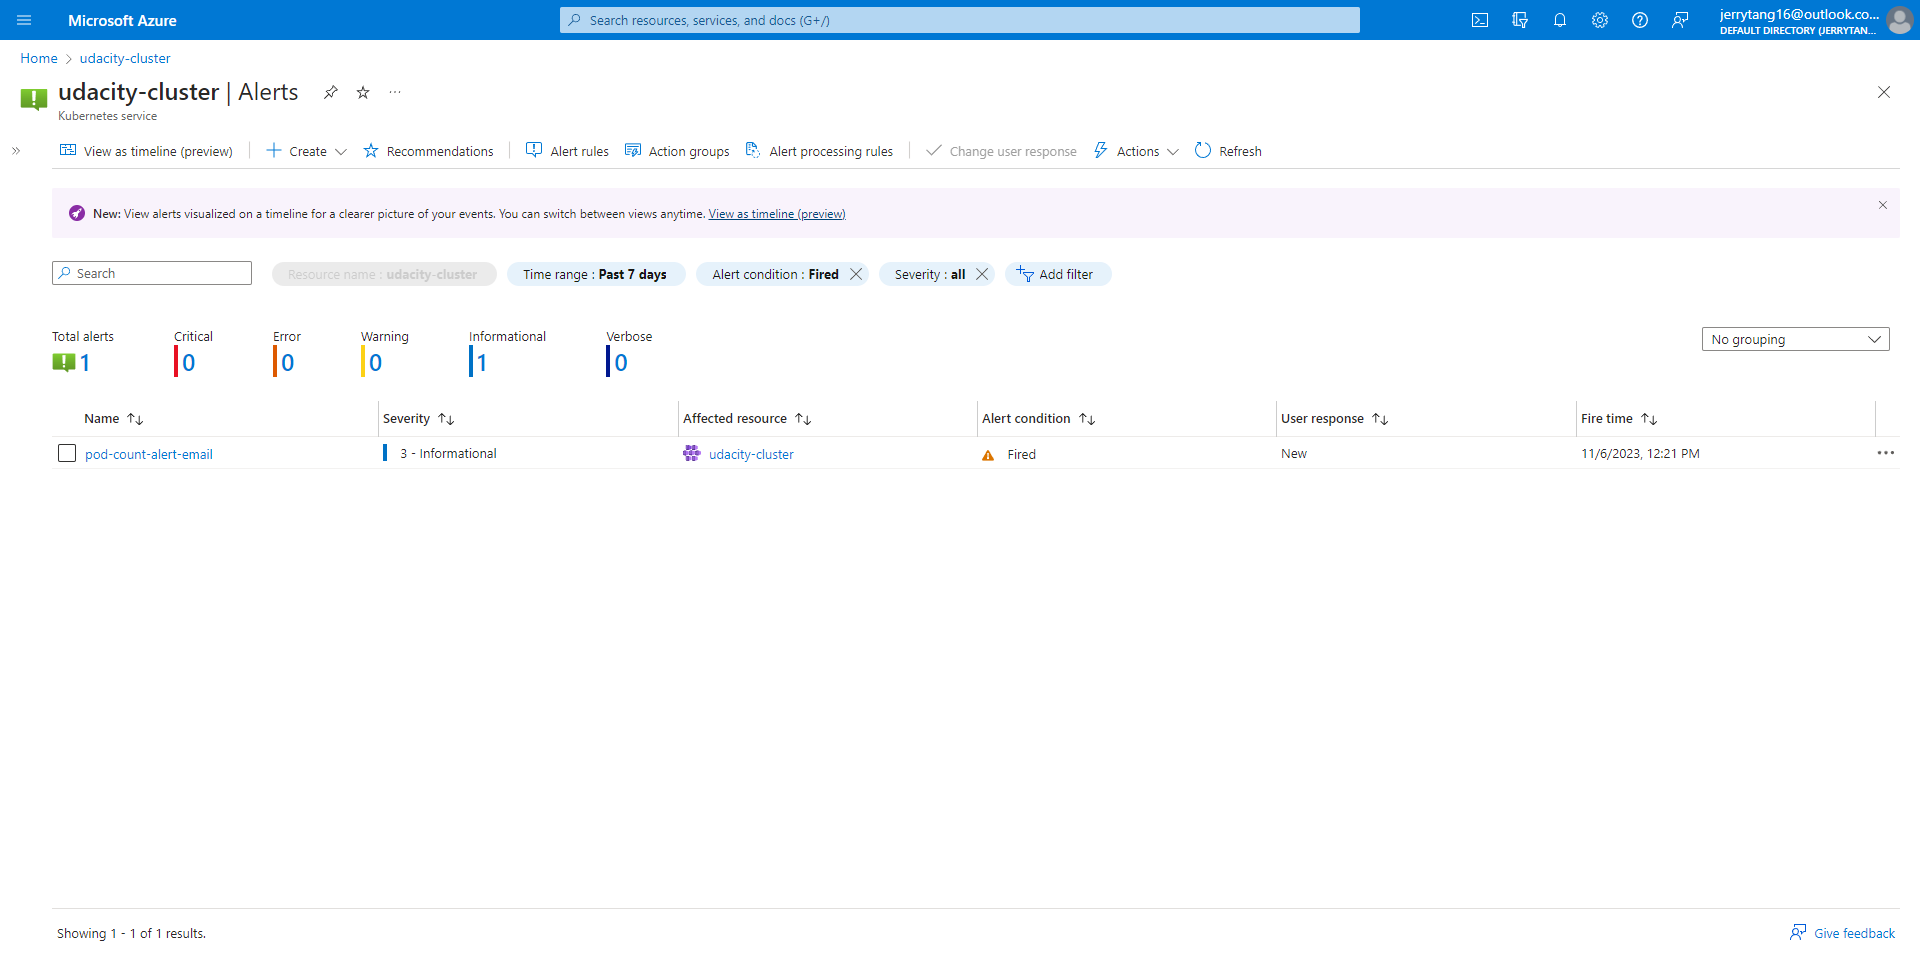 Microsoft Azure
Search resources, services, and docs (G+/)
jerrytang16@outlook.co...
DEFAULT DIRECTORY (JERRYTAN...
Home > udacity-cluster
udacity-cluster | Alerts
Kubernetes service
View as timeline (preview) Create Recommendations Alert rules Action groups Alert processing rules Change user response Actions Refresh
New: View alerts visualized on a timeline for a clearer picture of your events. You can switch between views anytime. View as timeline (preview)
Search Resource name : udacity-cluster Time range : Past 7 days Alert condition : Fired Severity : all Add filter
Total alerts Critical Error Warning Informational Verbose
1 0 0 0 1 0
No grouping
Name Severity Affected resource Alert condition User response Fire time
pod-count-alert-email 3 - Informational udacity-cluster Fired New 11/6/2023, 12:21 PM
Showing 1 - 1 of 1 results.
Give feedback